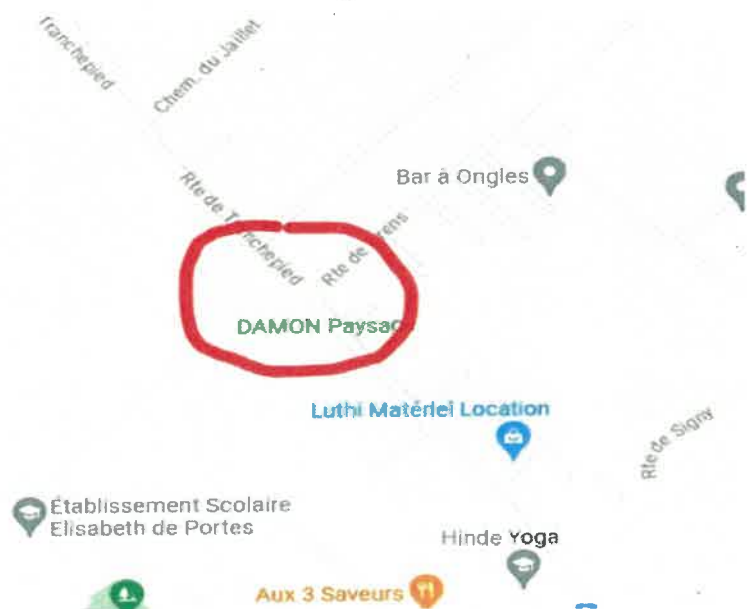 Tranchepied
Chem. du Jaillet
Bar à Ongles
Rte de Tranchepied
Rte de
DAMON Paysag
Luthi Matériel Location
Rte de Signy
Établissement Scolaire
Elisabeth de Portes
Hinde Yoga
Aux 3 Saveurs